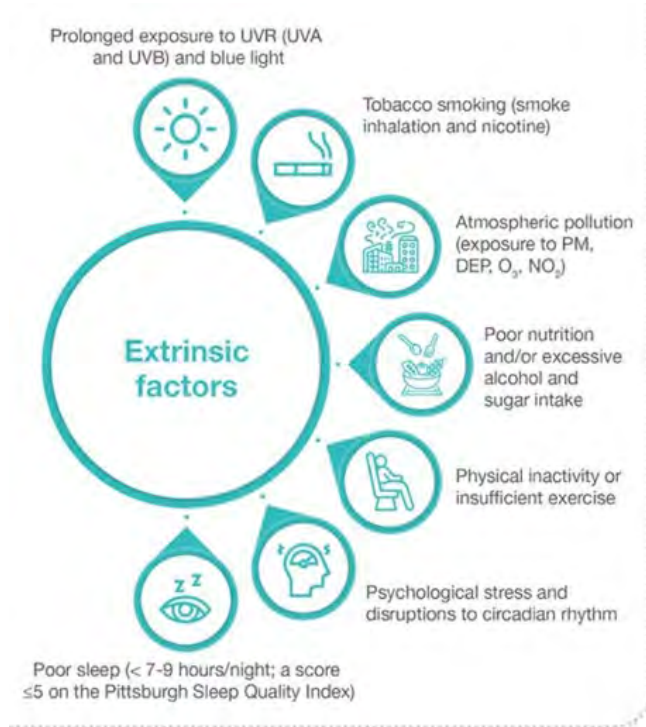 Prolonged exposure to UVR (UVA
and UVB) and blue light
Tobacco smoking (smoke
inhalation and nicotine)
Atmospheric pollution
(exposure to PM,
DEP, O₃, NO₂)
Extrinsic
factors
Poor nutrition
and/or excessive
alcohol and
sugar intake
Physical inactivity or
insufficient exercise
Psychological stress and
disruptions to circadian rhythm
z z
Poor sleep (< 7-9 hours/night; a score
≤5 on the Pittsburgh Sleep Quality Index)